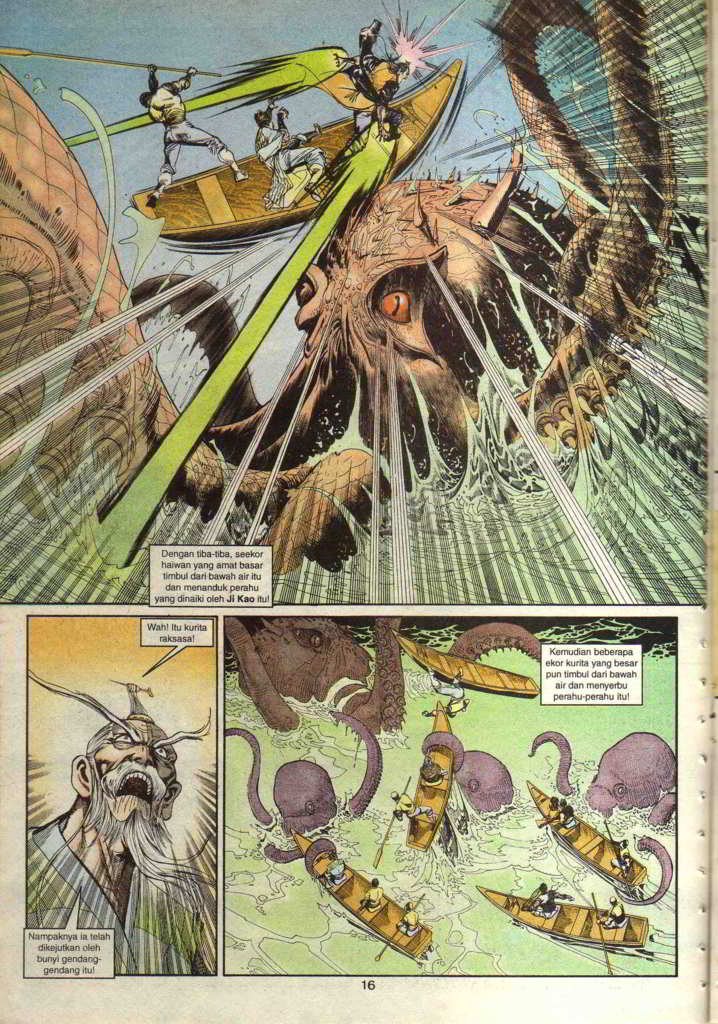 Dengan tiba-tiba, seekor
haiwan yang amat besar
timbul dari bawah air itu
dan menanduk perahu
yang dinaiki oleh Ji Kao itu!
Wah! Itu kurita
raksasa!
Nampaknya ia telah
dikejutkan oleh
bunyi gendang-
gendang itu!
Kemudian beberapa
ekor kurita yang besar
pun timbul dari bawah
air dan menyerbu
perahu-perahu itu!
16